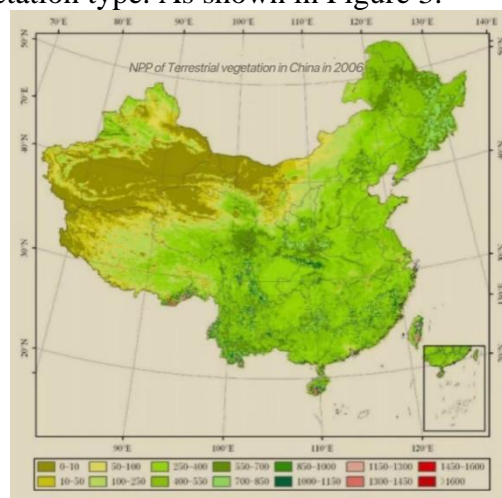 etation type. As shown in Figure 3.
70°E 80°E 90°E 100°E 110°E 120°E 130°E 140°E
NPP of Terrestrial vegetation in China in 2006
50°N
40°N
30°N
20°N
90°E 100°E 110°E 120°E
0-10 50-100 250-400 550-700 850-1000 1150-1300 1450-1600
10-50 100-250 400-550 700-850 1000-1150 1300-1450 >1600